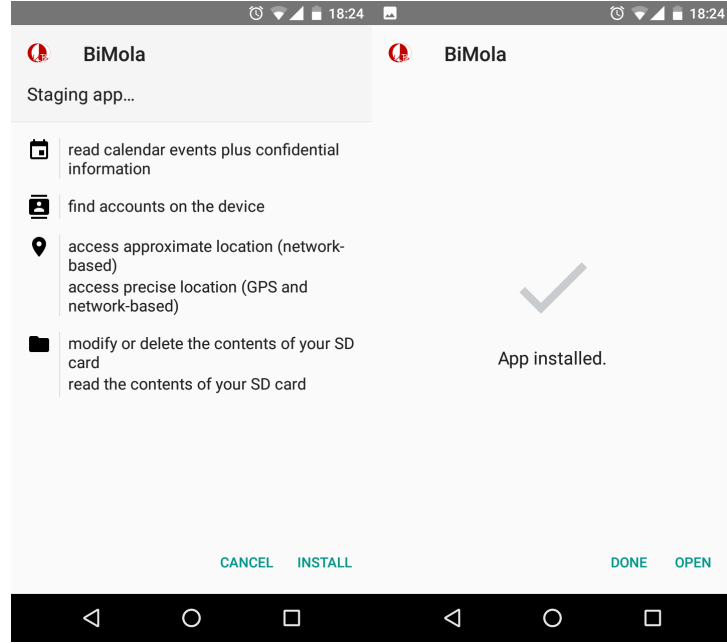 18:24
BiMola
Staging app...
read calendar events plus confidential
information
find accounts on the device
access approximate location (network-
based)
access precise location (GPS and
network-based)
modify or delete the contents of your SD
card
read the contents of your SD card
CANCEL INSTALL
18:24
BiMola
App installed.
DONE OPEN